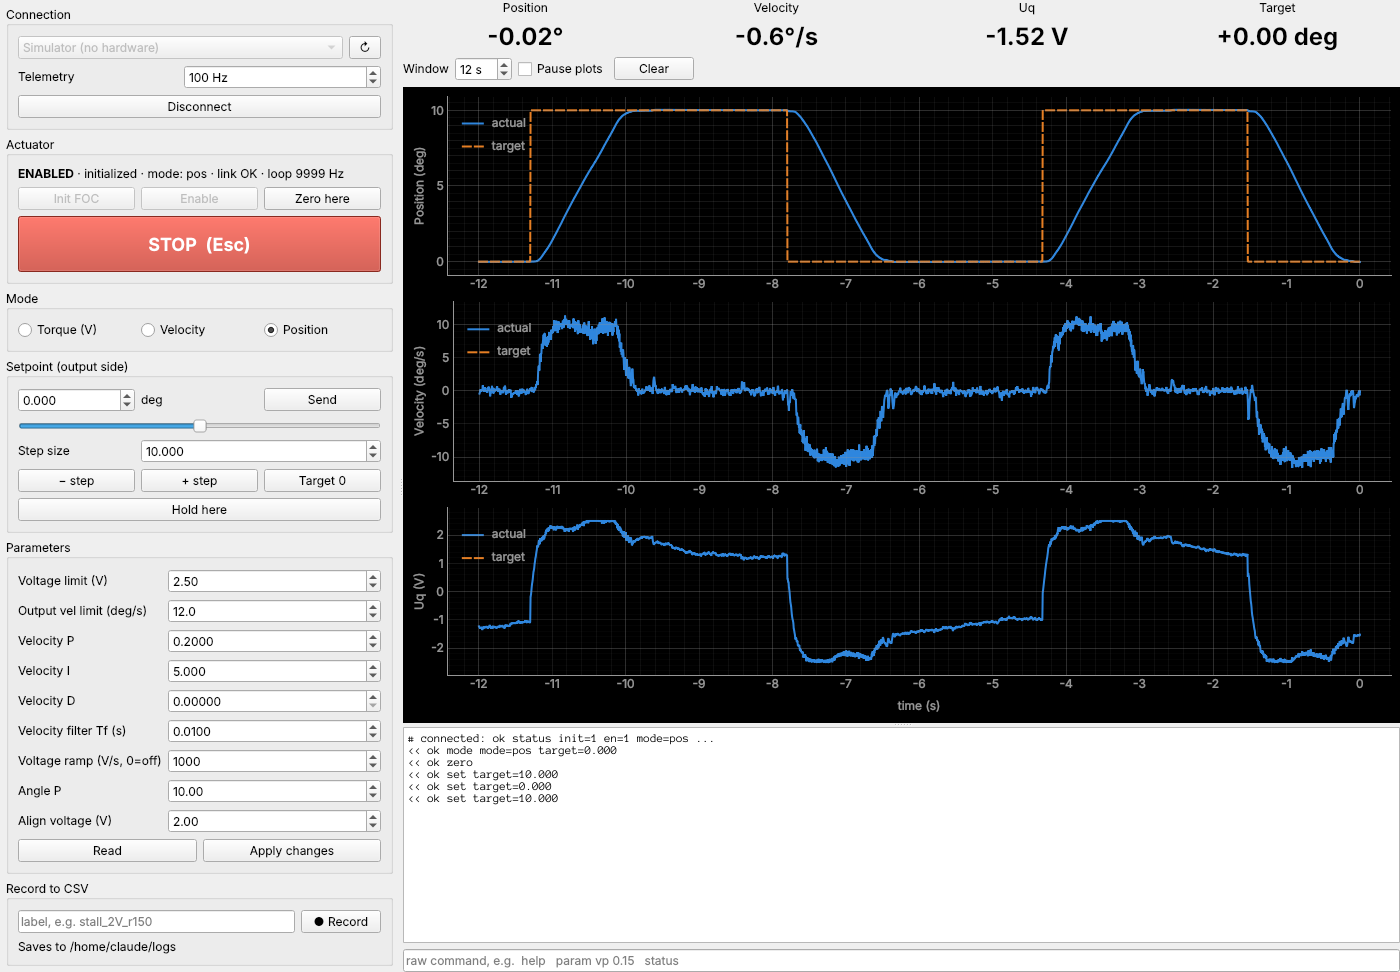 Connection
Simulator (no hardware)
Telemetry 100 Hz
Disconnect
Actuator
ENABLED · initialized · mode: pos · link OK · loop 9999 Hz
Init FOC Enable Zero here
STOP (Esc)
Mode
Torque (V) Velocity Position
Setpoint (output side)
0.000 deg Send
Step size 10.000
− step + step Target 0
Hold here
Parameters
Voltage limit (V) 2.50
Output vel limit (deg/s) 12.0
Velocity P 0.2000
Velocity I 5.000
Velocity D 0.00000
Velocity filter Tf (s) 0.0100
Voltage ramp (V/s, 0=off) 1000
Angle P 10.00
Align voltage (V) 2.00
Read Apply changes
Record to CSV
label, e.g. stall_2V_r150 ● Record
Saves to /home/claude/logs
Position Velocity Uq Target
-0.02° -0.6°/s -1.52 V +0.00 deg
Window 12 s Pause plots Clear
Position (deg)
10
5
0
actual
target
-12 -11 -10 -9 -8 -7 -6 -5 -4 -3 -2 -1 0
Velocity (deg/s)
10
5
0
-10
actual
target
-12 -11 -10 -9 -8 -7 -6 -5 -4 -3 -2 -1 0
Uq (V)
2
1
0
-1
-2
actual
target
-12 -11 -10 -9 -8 -7 -6 -5 -4 -3 -2 -1 0
time (s)
# connected: ok status init=1 en=1 mode=pos ...
<< ok mode mode=pos target=0.000
<< ok zero
<< ok set target=10.000
<< ok set target=0.000
<< ok set target=10.000
raw command, e.g. help param vp 0.15 status